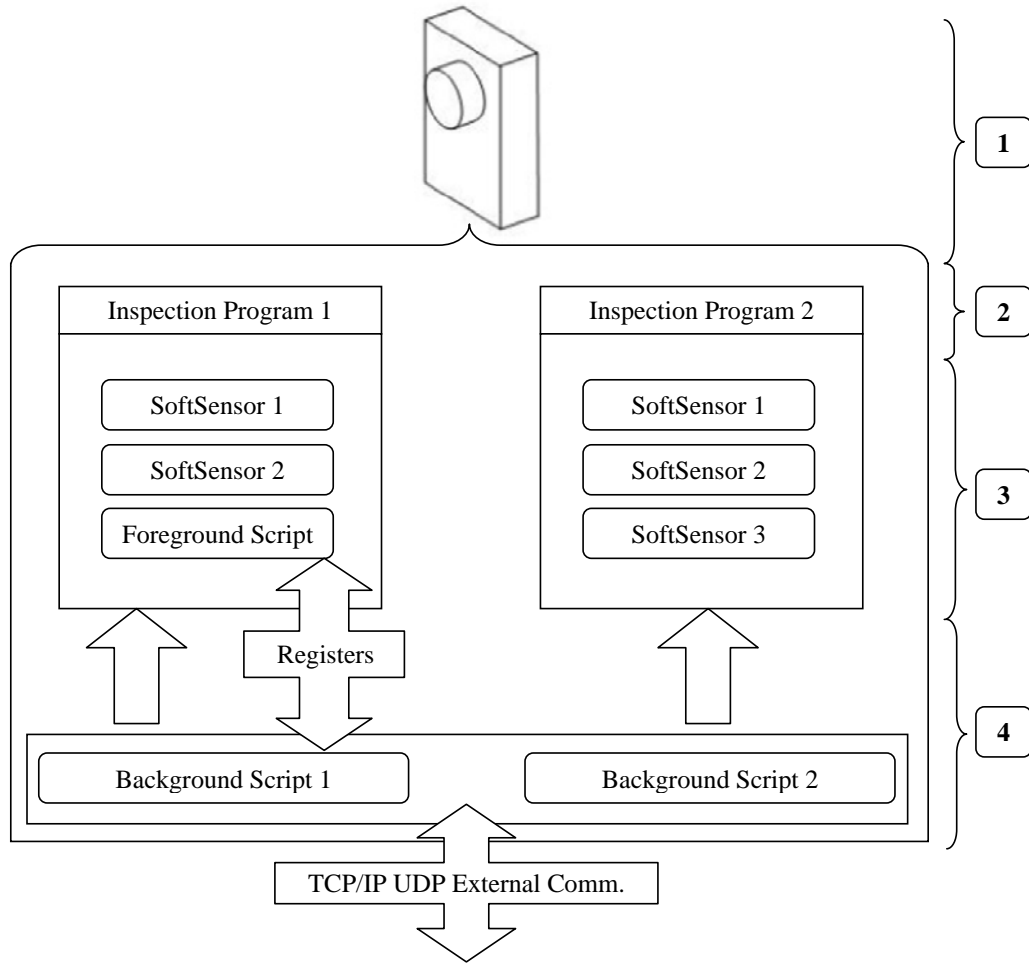 1
Inspection Program 1
Inspection Program 2
2
SoftSensor 1
SoftSensor 1
SoftSensor 2
SoftSensor 2
3
Foreground Script
SoftSensor 3
Registers
4
Background Script 1
Background Script 2
TCP/IP UDP External Comm.